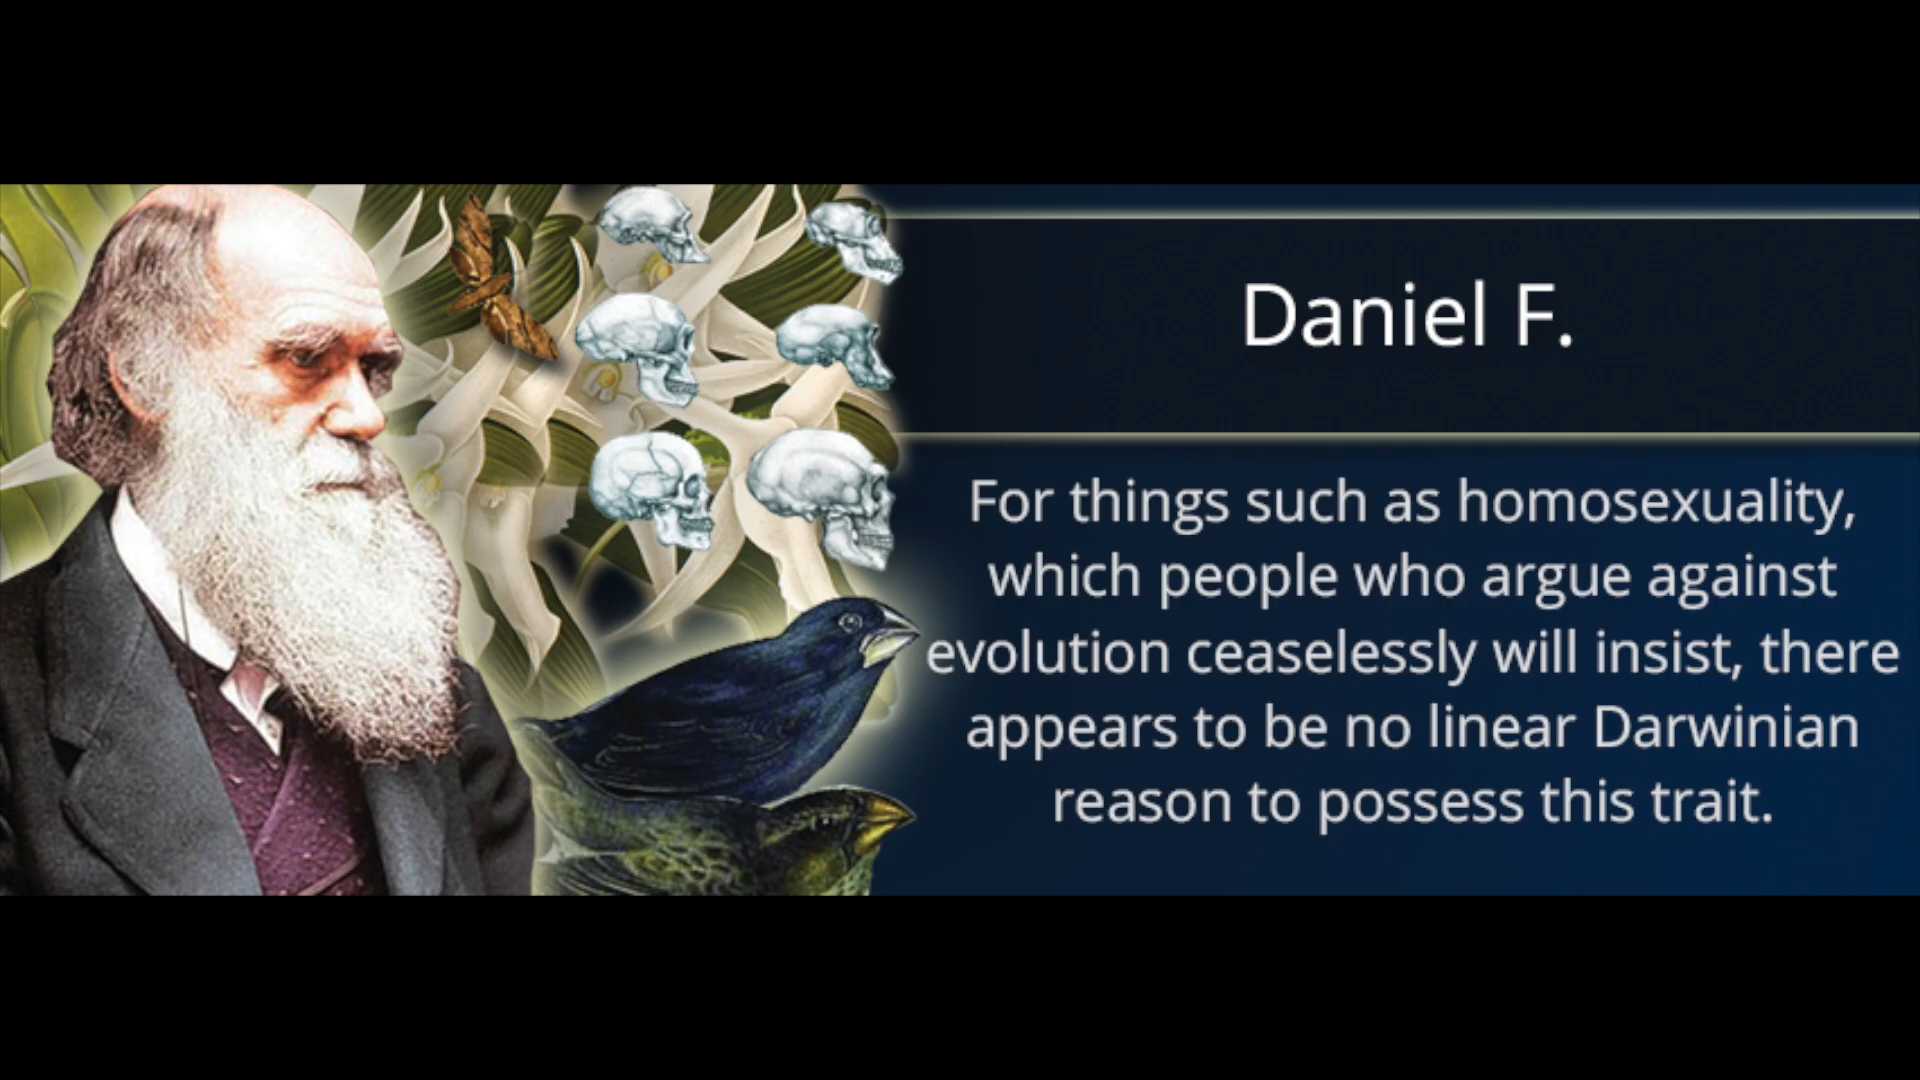 Daniel F.
For things such as homosexuality,
which people who argue against
evolution ceaselessly will insist, there
appears to be no linear Darwinian
reason to possess this trait.